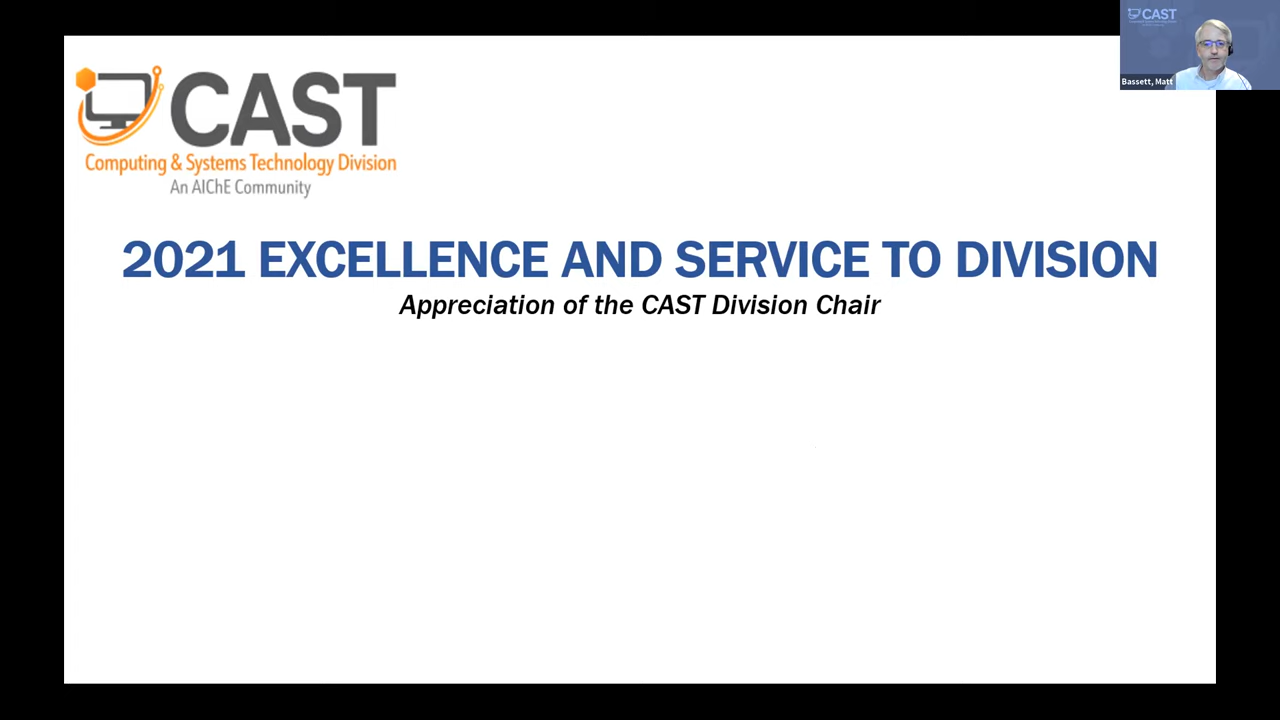 CAST
Computing & Systems Technology Division
An AIChE Community
2021 EXCELLENCE AND SERVICE TO DIVISION
Appreciation of the CAST Division Chair
CAST
Bassett, Matt